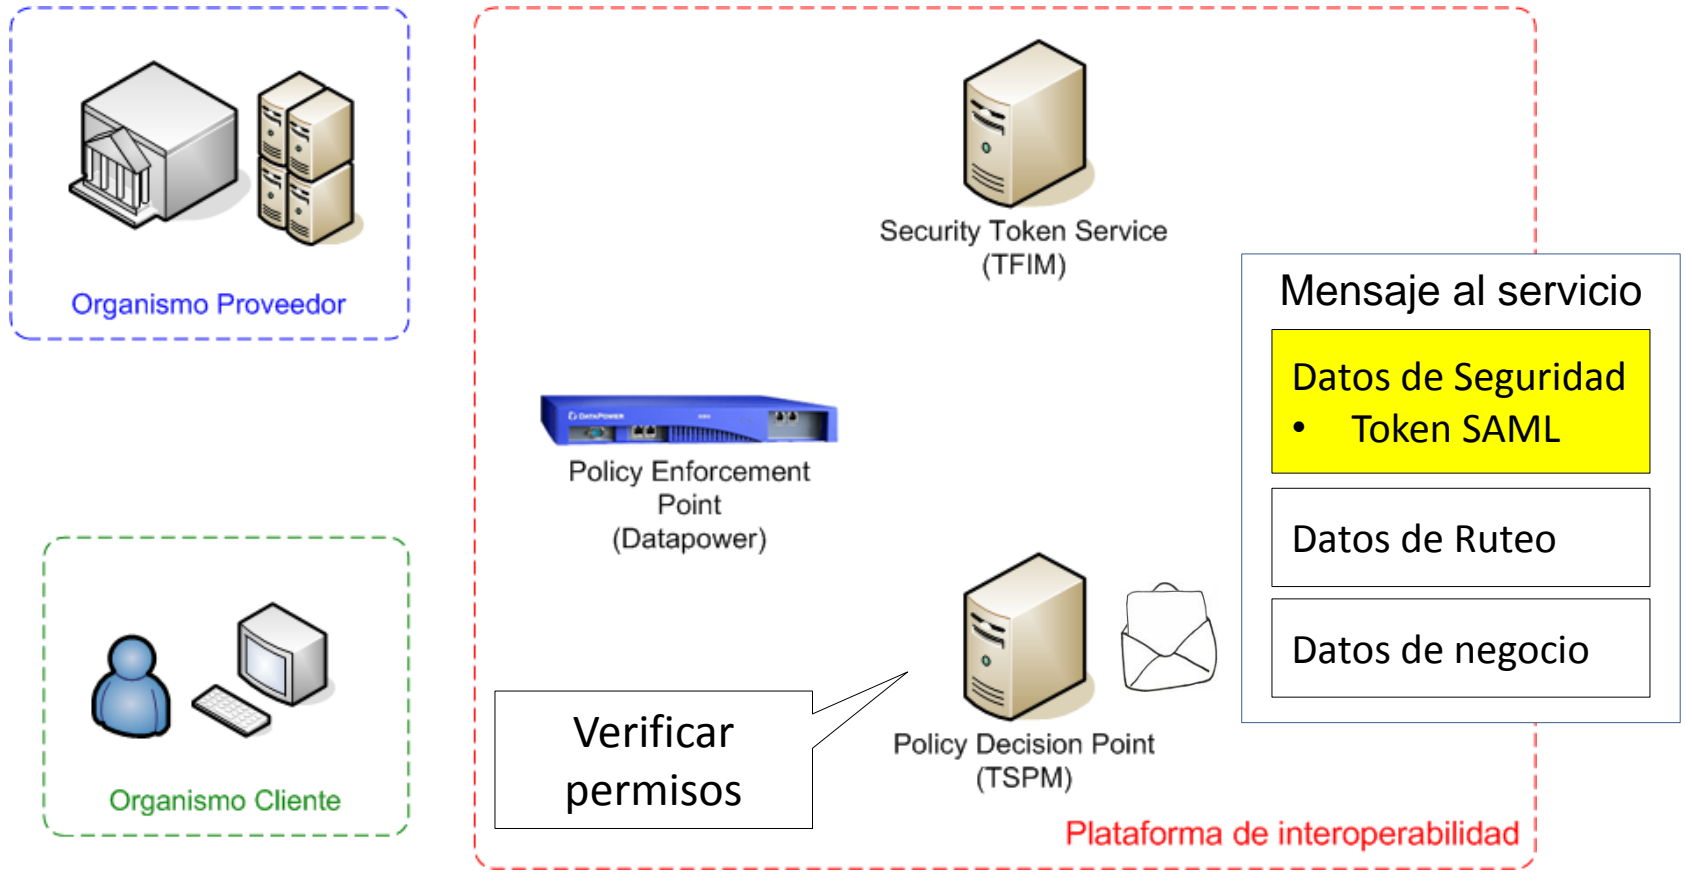 Organismo Proveedor
Security Token Service
(TFIM)
Mensaje al servicio
Datos de Seguridad
• Token SAML
Datos de Ruteo
Datos de negocio
DATAPOWER
Policy Enforcement
Point
(Datapower)
Organismo Cliente
Verificar
permisos
Policy Decision Point
(TSPM)
Plataforma de interoperabilidad